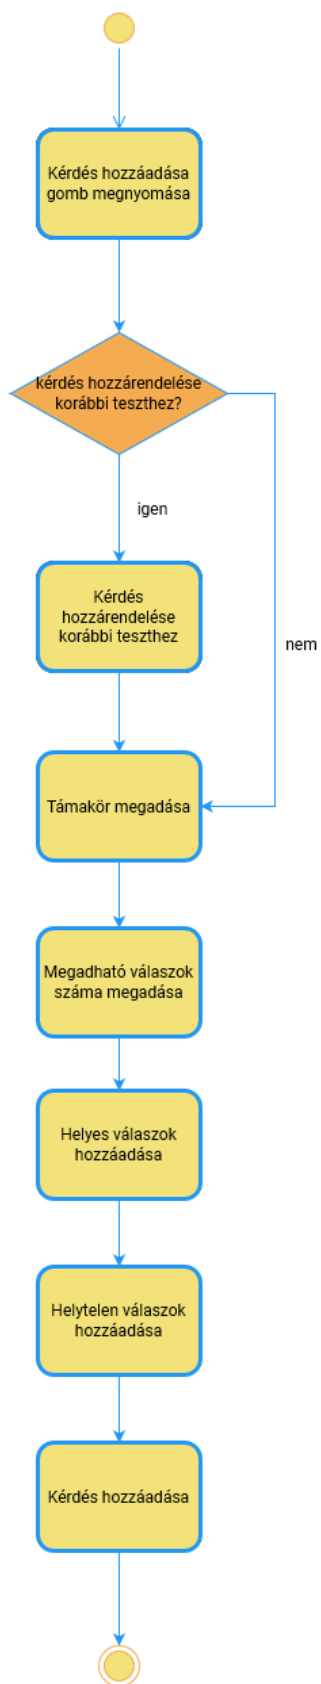 Kérdés hozzáadása
gomb megnyomása
kérdés hozzárendelése
korábbi teszthez?
igen
Kérdés
hozzárendelése
korábbi teszthez
nem
Támakör megadása
Megadható válaszok
száma megadása
Helyes válaszok
hozzáadása
Helytelen válaszok
hozzáadása
Kérdés hozzáadása